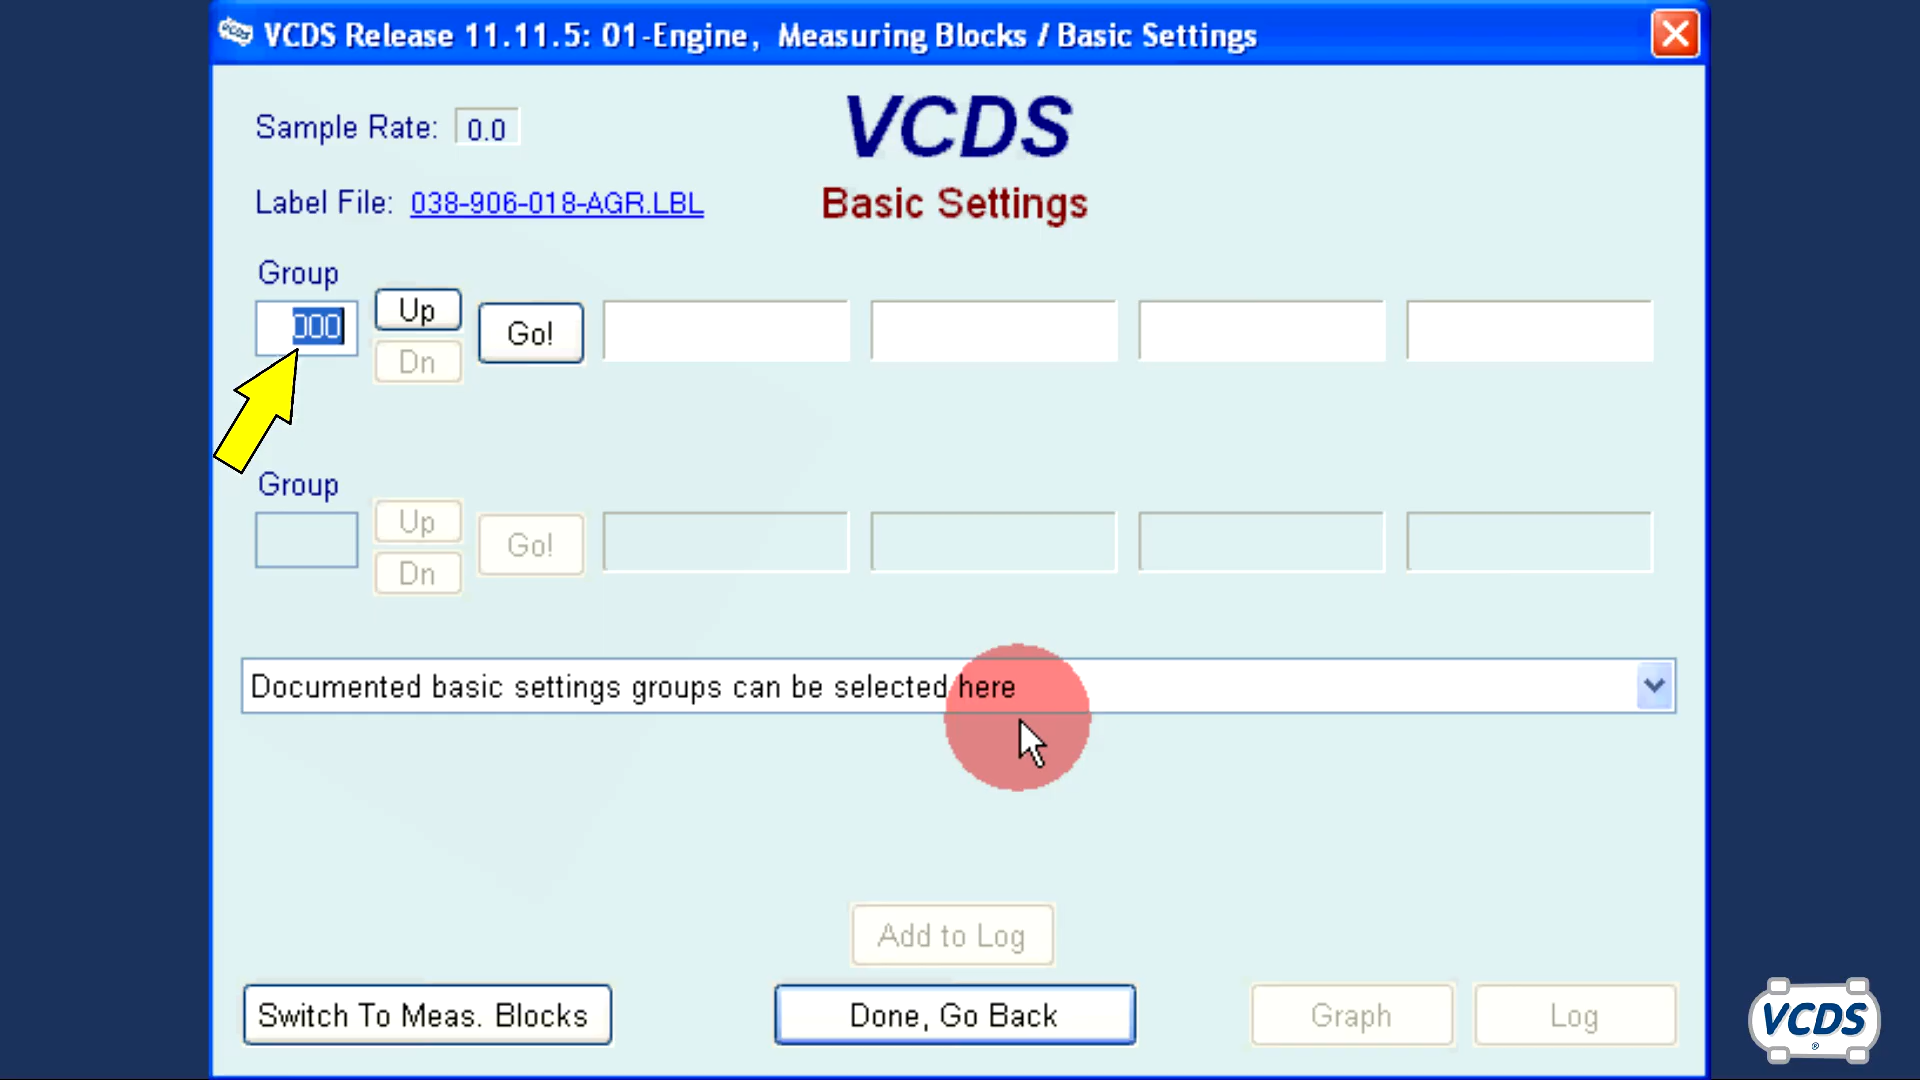 VCDS Release 11.11.5: 01-Engine, Measuring Blocks / Basic Settings
Sample Rate: 0.0
VCDS
Label File: 038-906-018-AGR.LBL
Basic Settings
Group
000
Up
Dn
Go!
Group
Up
Dn
Go!
Documented basic settings groups can be selected here
Add to Log
Switch To Meas. Blocks
Done, Go Back
Graph
Log
VCDS
®